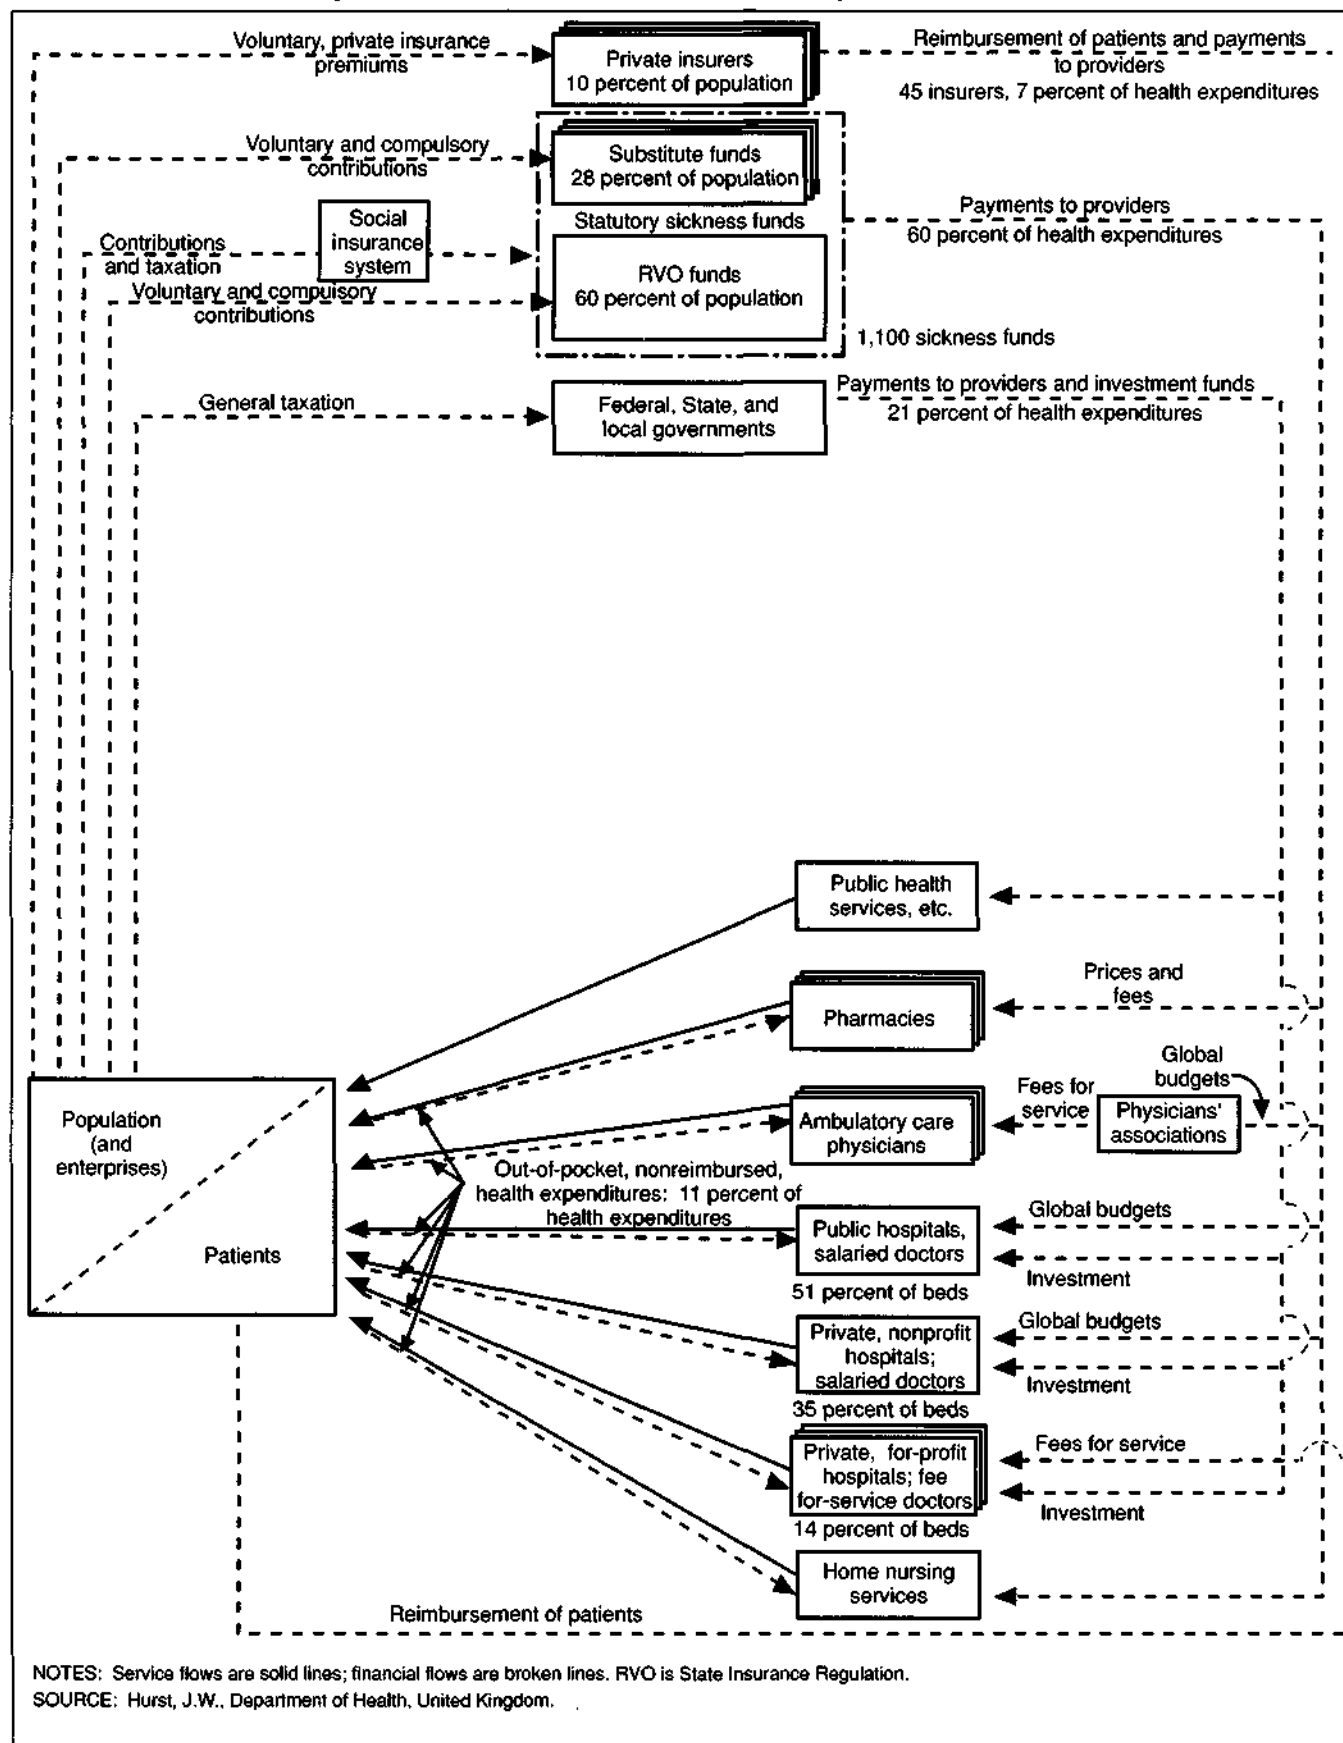 Voluntary, private insurance
premiums
Private insurers
10 percent of population
Reimbursement of patients and payments
to providers
45 insurers, 7 percent of health expenditures
Voluntary and compulsory
contributions
Substitute funds
28 percent of population
Statutory sickness funds
Payments to providers
60 percent of health expenditures
Social
insurance
system
Contributions
and taxation
RVO funds
60 percent of population
Voluntary and compulsory
contributions
1,100 sickness funds
General taxation
Federal, State, and
local governments
Payments to providers and investment funds
21 percent of health expenditures
Public health
services, etc.
Pharmacies
Prices and
fees
Global
budgets
Ambulatory care
physicians
Fees for
service
Physicians'
associations
Population
(and
enterprises)
Patients
Out-of-pocket, nonreimbursed,
health expenditures: 11 percent of
health expenditures
Public hospitals,
salaried doctors
51 percent of beds
Global budgets
Investment
Private, nonprofit
hospitals;
salaried doctors
35 percent of beds
Global budgets
Investment
Private, for-profit
hospitals; fee
for-service doctors
14 percent of beds
Fees for service
Investment
Home nursing
services
Reimbursement of patients
NOTES: Service flows are solid lines; financial flows are broken lines. RVO is State Insurance Regulation.
SOURCE: Hurst, J.W., Department of Health, United Kingdom.